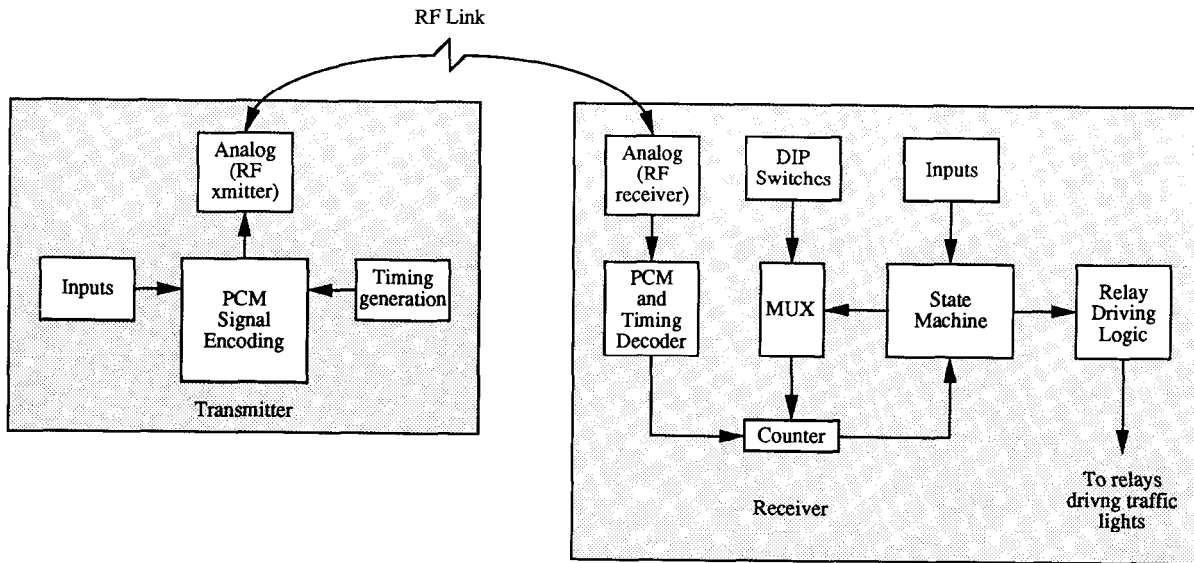 RF Link
Analog
(RF
xmitter)
Inputs
PCM
Signal
Encoding
Timing
generation
Transmitter
Analog
(RF
receiver)
DIP
Switches
Inputs
PCM
and
Timing
Decoder
MUX
State
Machine
Relay
Driving
Logic
Counter
Receiver
To relays
drivng traffic
lights